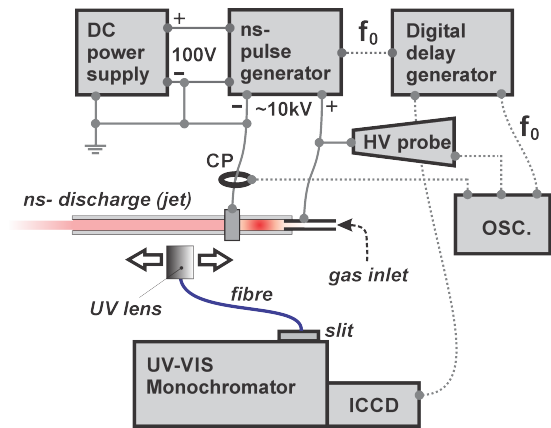 DC
power
supply
+
100V
−
ns-
pulse
generator
f0
Digital
delay
generator
− ~10kV +
f0
HV probe
CP
OSC.
ns- discharge (jet)
gas inlet
UV lens
fibre
slit
UV-VIS
Monochromator
ICCD